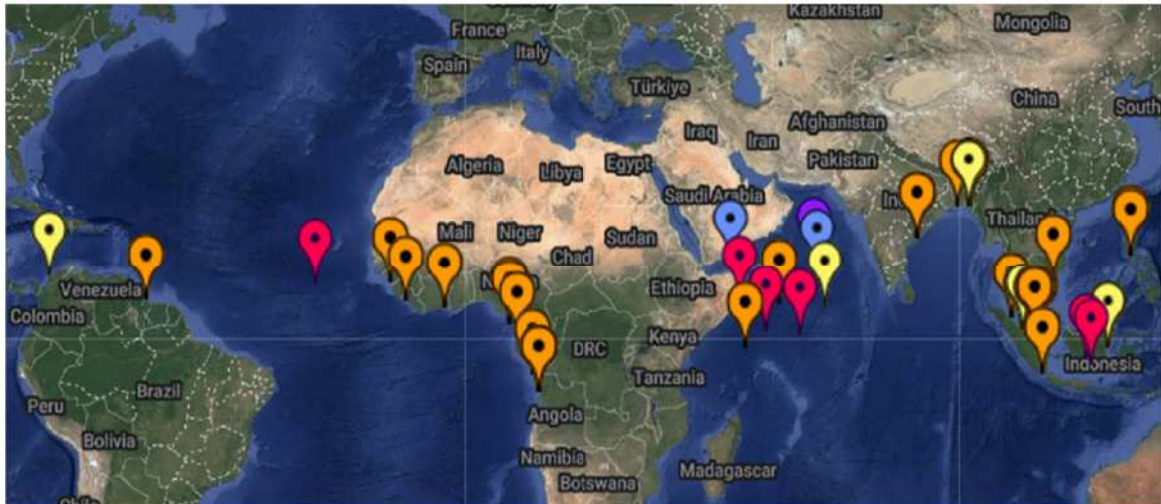 Kazakhstan
Mongolia
France
Italy
Spain
Türkiye
China
South
Iraq
Iran
Afghanistan
Pakistan
Algeria
Libya
Egypt
Saudi Arabia
Thailand
Mali
Niger
Chad
Sudan
Ethiopia
Venezuela
Colombia
Kenya
DRC
Indonesia
Tanzania
Brazil
Peru
Angola
Bolivia
Namibia
Madagascar
Botswana